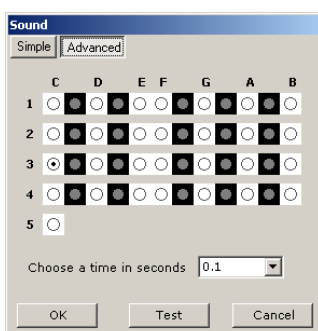 Sound
Simple Advanced
C D E F G A B
1
2
3
4
5
Choose a time in seconds 0.1
OK Test Cancel